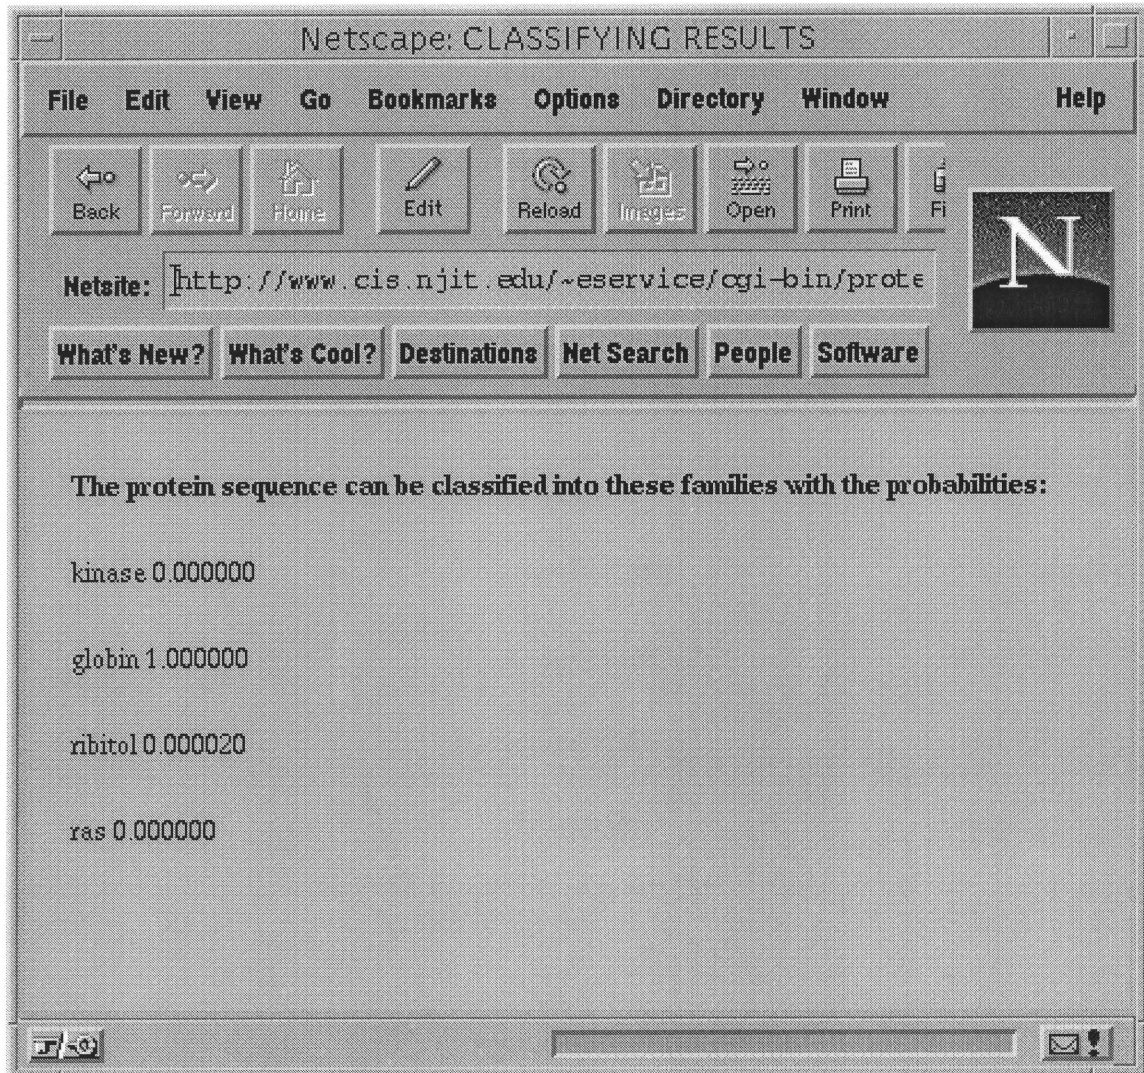 Netscape: CLASSIFYING RESULTS
File Edit View Go Bookmarks Options Directory Window Help
Back Forward Home Edit Reload Images Open Print Fi
N
Netsite: http://www.cis.njit.edu/~eservice/cgi-bin/prote
What's New? What's Cool? Destinations Net Search People Software
The protein sequence can be classified into these families with the probabilities:
kinase 0.000000
globin 1.000000
ribitol 0.000020
ras 0.000000